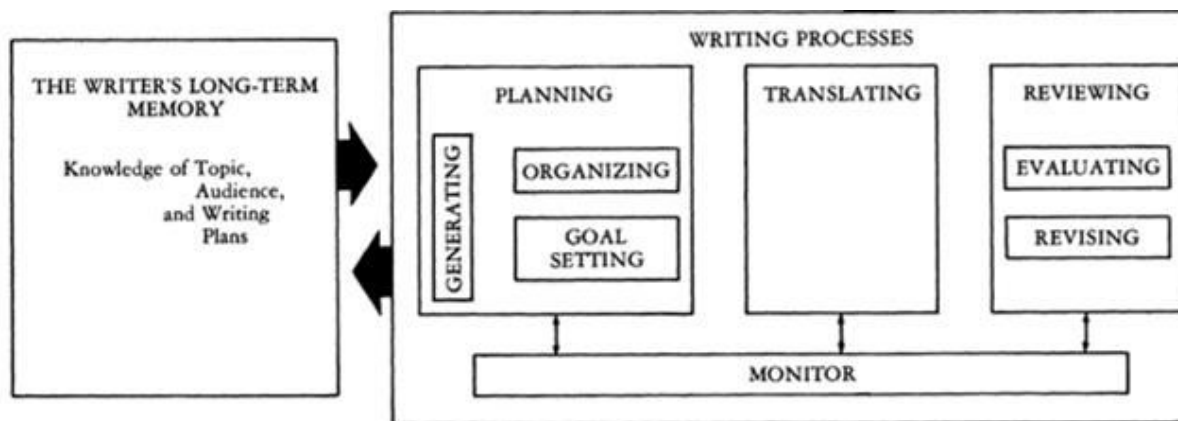 THE WRITER'S LONG-TERM
MEMORY
Knowledge of Topic,
Audience,
and Writing
Plans
WRITING PROCESSES
PLANNING
GENERATING
ORGANIZING
GOAL
SETTING
TRANSLATING
REVIEWING
EVALUATING
REVISING
MONITOR